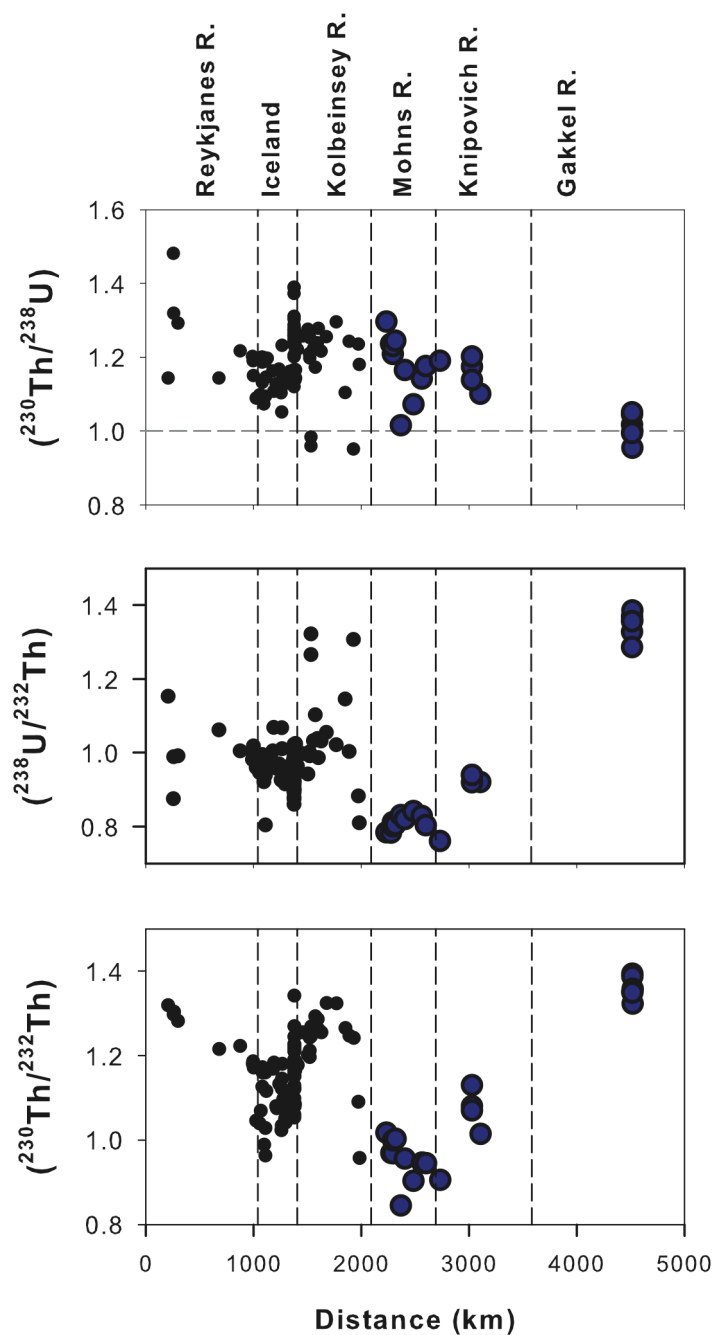 Reykjanes R.
Iceland
Kolbeinsey R.
Mohns R.
Knipovich R.
Gakkel R.
(²³⁰Th/²³⁸U)
1.6
1.4
1.2
1.0
0.8
(²³⁸U/²³²Th)
1.4
1.2
1.0
0.8
(²³⁰Th/²³²Th)
1.4
1.2
1.0
0.8
0 1000 2000 3000 4000 5000
Distance (km)